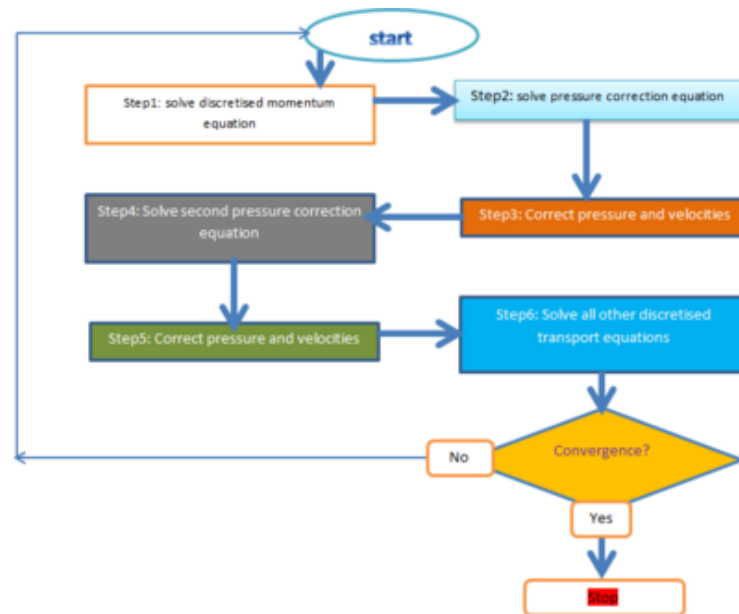 start
Step1: solve discretised momentum
equation
Step2: solve pressure correction equation
Step3: Correct pressure and velocities
Step4: Solve second pressure correction
equation
Step5: Correct pressure and velocities
Step6: Solve all other discretised
transport equations
Convergence?
No
Yes
Stop